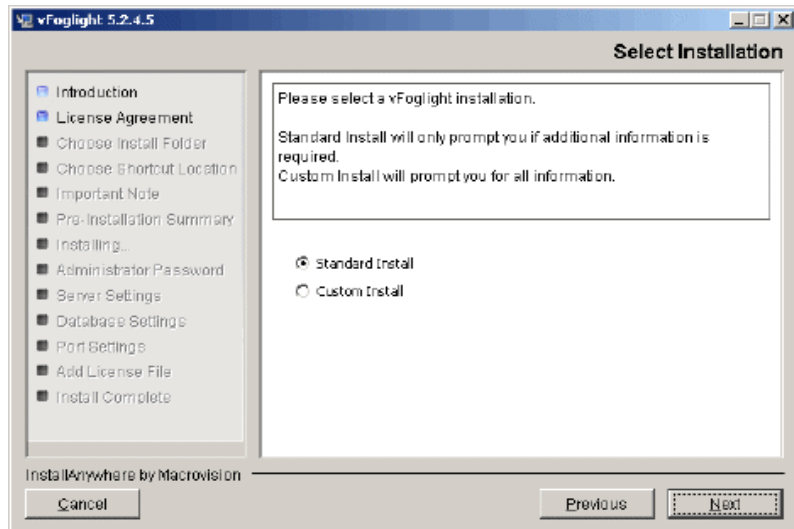 vFoglight 5.2.4.5
Select Installation
Introduction
License Agreement
Choose Install Folder
Choose Shortcut Location
Important Note
Pre-Installation Summary
Installing...
Administrator Password
Server Settings
Database Settings
Port Settings
Add License File
Install Complete
Please select a vFoglight installation.
Standard Install will only prompt you if additional information is
required.
Custom Install will prompt you for all information.
Standard Install
Custom Install
InstallAnywhere by Macrovision
Cancel
Previous
Next